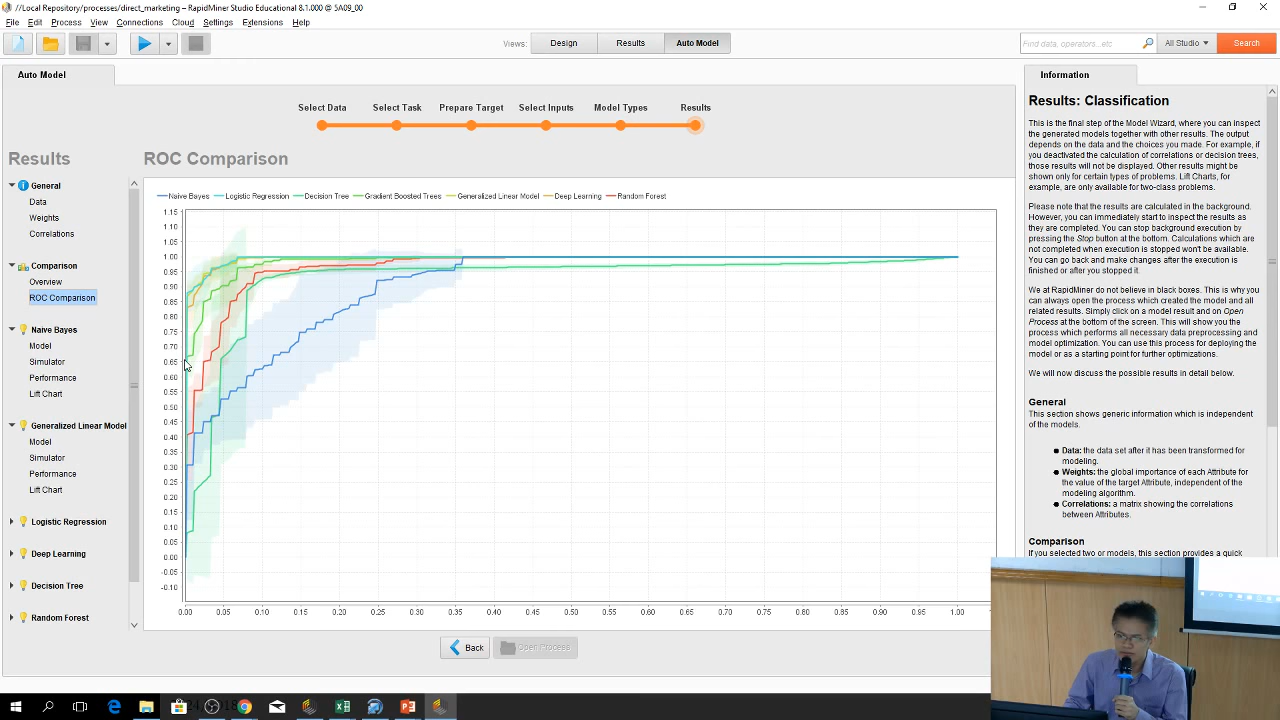 //Local Repository/processes/direct_marketing – RapidMiner Studio Educational 8.1.000 @ 5A09_00
File Edit Process View Connections Cloud Settings Extensions Help
Views: Design Results Auto Model
Find data, operators...etc All Studio Search
Auto Model
Select Data Select Task Prepare Target Select Inputs Model Types Results
Results
General
Data
Weights
Correlations
Comparison
Overview
ROC Comparison
Naive Bayes
Model
Simulator
Performance
Lift Chart
Generalized Linear Model
Model
Simulator
Performance
Lift Chart
Logistic Regression
Deep Learning
Decision Tree
Random Forest
ROC Comparison
Naive Bayes Logistic Regression Decision Tree Gradient Boosted Trees Generalized Linear Model Deep Learning Random Forest
1.15
1.10
1.05
1.00
0.95
0.90
0.85
0.80
0.75
0.70
0.65
0.60
0.55
0.50
0.45
0.40
0.35
0.30
0.25
0.20
0.15
0.10
0.05
0.00
-0.05
-0.10
0.00 0.05 0.10 0.15 0.20 0.25 0.30 0.35 0.40 0.45 0.50 0.55 0.60 0.65 0.70 0.75 0.80 0.85 0.90 0.95 1.00
Back Open Process
Information
Results: Classification
This is the final step of the Model Wizard, where you can inspect
the generated models together with other results. The output
depends on the data and the choices you made. For example, if
you deactivated the calculation of correlations or decision trees,
those results will not be displayed. Other results might be
shown only for certain types of problems. Lift Charts, for
example, are only available for two-class problems.
Please note that the results are calculated in the background.
However, you can immediately start to inspect the results as
they are completed. You can stop background execution by
pressing the Stop button at the bottom. Calculations which are
not completed when execution is stopped won't be available.
You can go back and make changes after the execution is
finished or after you stopped it.
We at RapidMiner do not believe in black boxes. This is why you
can always open the process which created the model and all
related results. Simply click on a model result and on Open
Process at the bottom of the screen. This will show you the
process which performs all necessary data preprocessing and
model optimization. You can use this process for deploying the
model or as a starting point for further optimizations.
We will now discuss the possible results in detail below.
General
This section shows generic information which is independent
of the models.
Data: the data set after it has been transformed for
modeling.
Weights: the global importance of each Attribute for
the value of the target Attribute, independent of the
modeling algorithm.
Correlations: a matrix showing the correlations
between Attributes.
Comparison
If you selected two or models, this section provides a quick